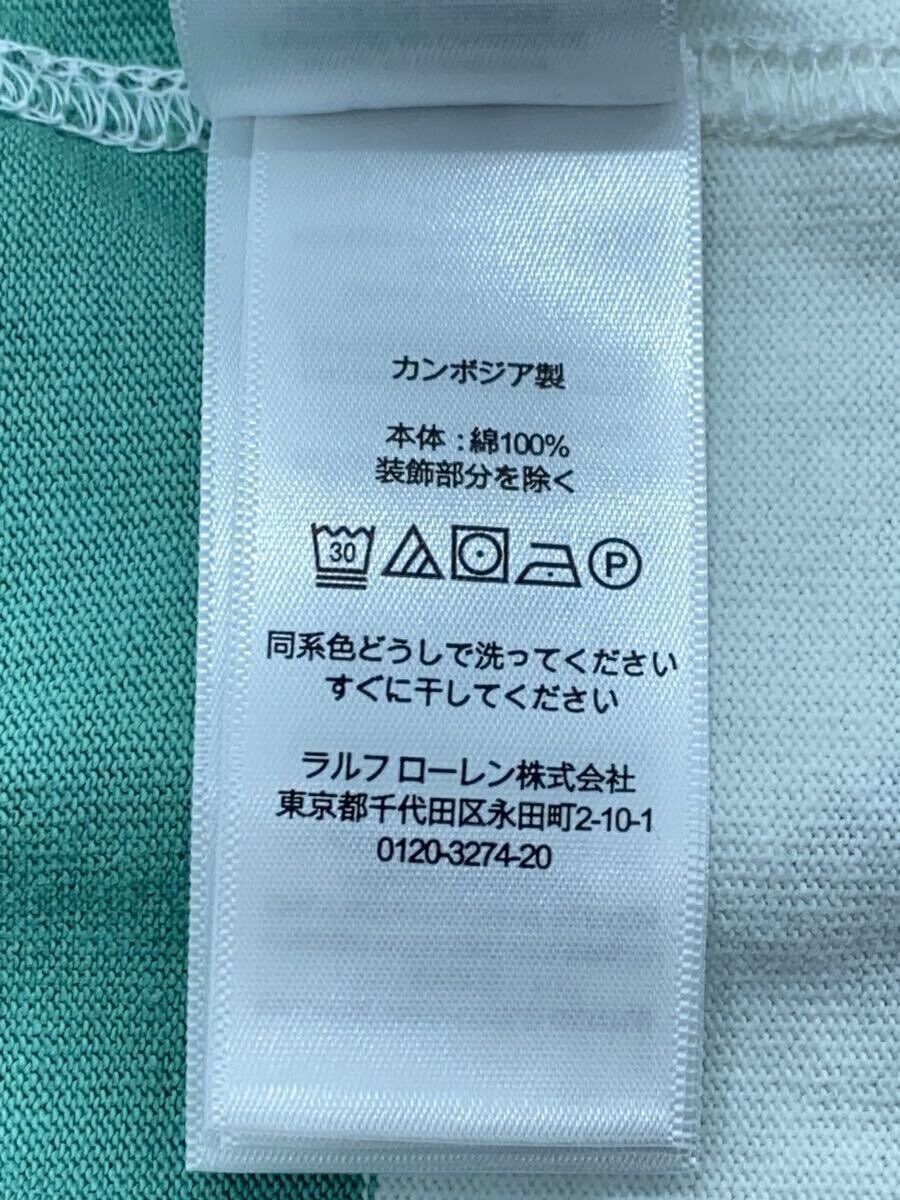 カンボジア製
本体：綿100%
装飾部分を除く
30 P
同系色どうしで洗ってください
すぐに干してください
ラルフ ローレン株式会社
東京都千代田区永田町2-10-1
0120-3274-20